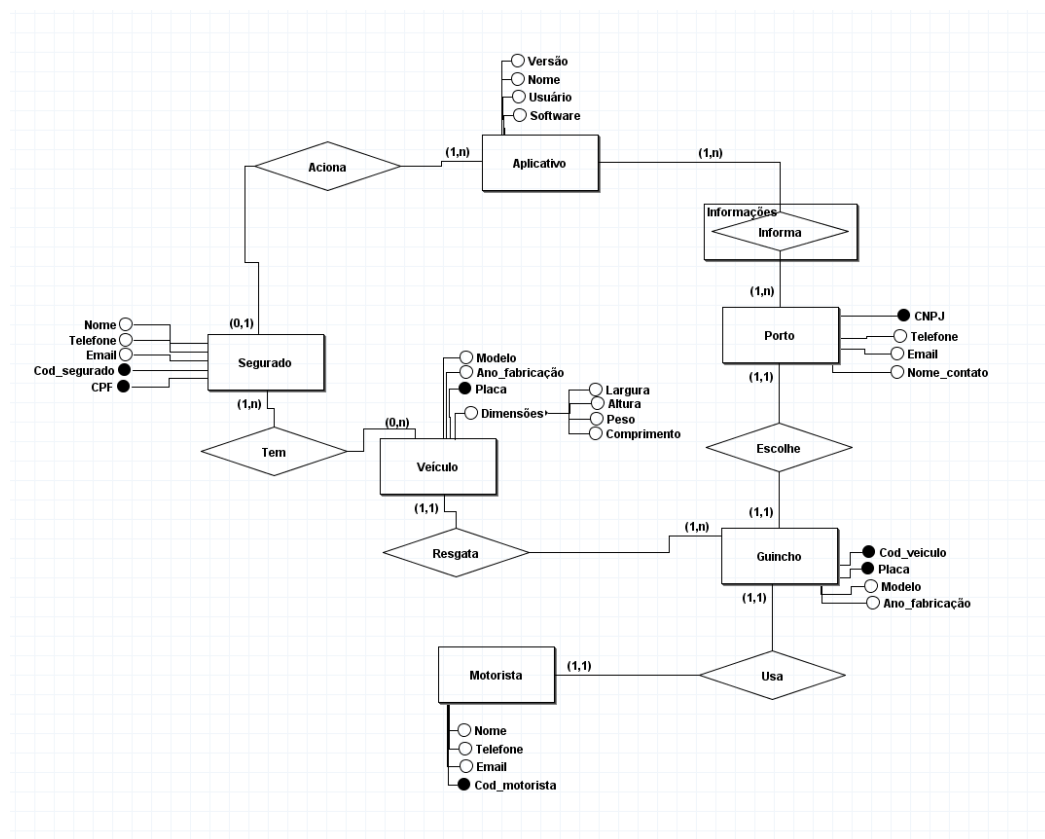 Versão
Nome
Usuário
Software
(1,n)
Aplicativo
(1,n)
Aciona
Informações
Informa
(1,n)
(0,1)
Nome
Telefone
Email
Cod_segurado
CPF
Segurado
(1,n)
Porto
CNPJ
Telefone
Email
Nome_contato
(1,1)
Modelo
Ano_fabricação
Placa
Dimensões
Largura
Altura
Peso
Comprimento
(0,n)
Tem
Veículo
(1,1)
Escolhe
(1,1)
Resgata
(1,n)
Guincho
Cod_veiculo
Placa
Modelo
Ano_fabricação
(1,1)
Motorista
(1,1)
Usa
Nome
Telefone
Email
Cod_motorista